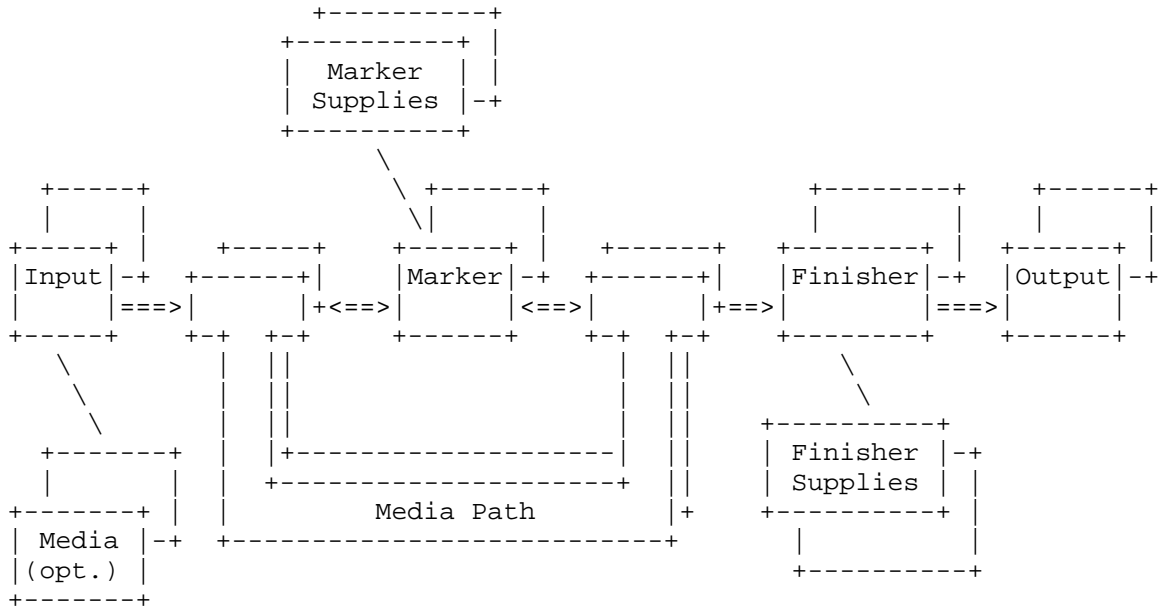 Marker
Supplies
Input
Marker
Finisher
Output
Finisher
Supplies
Media Path
Media
(opt.)